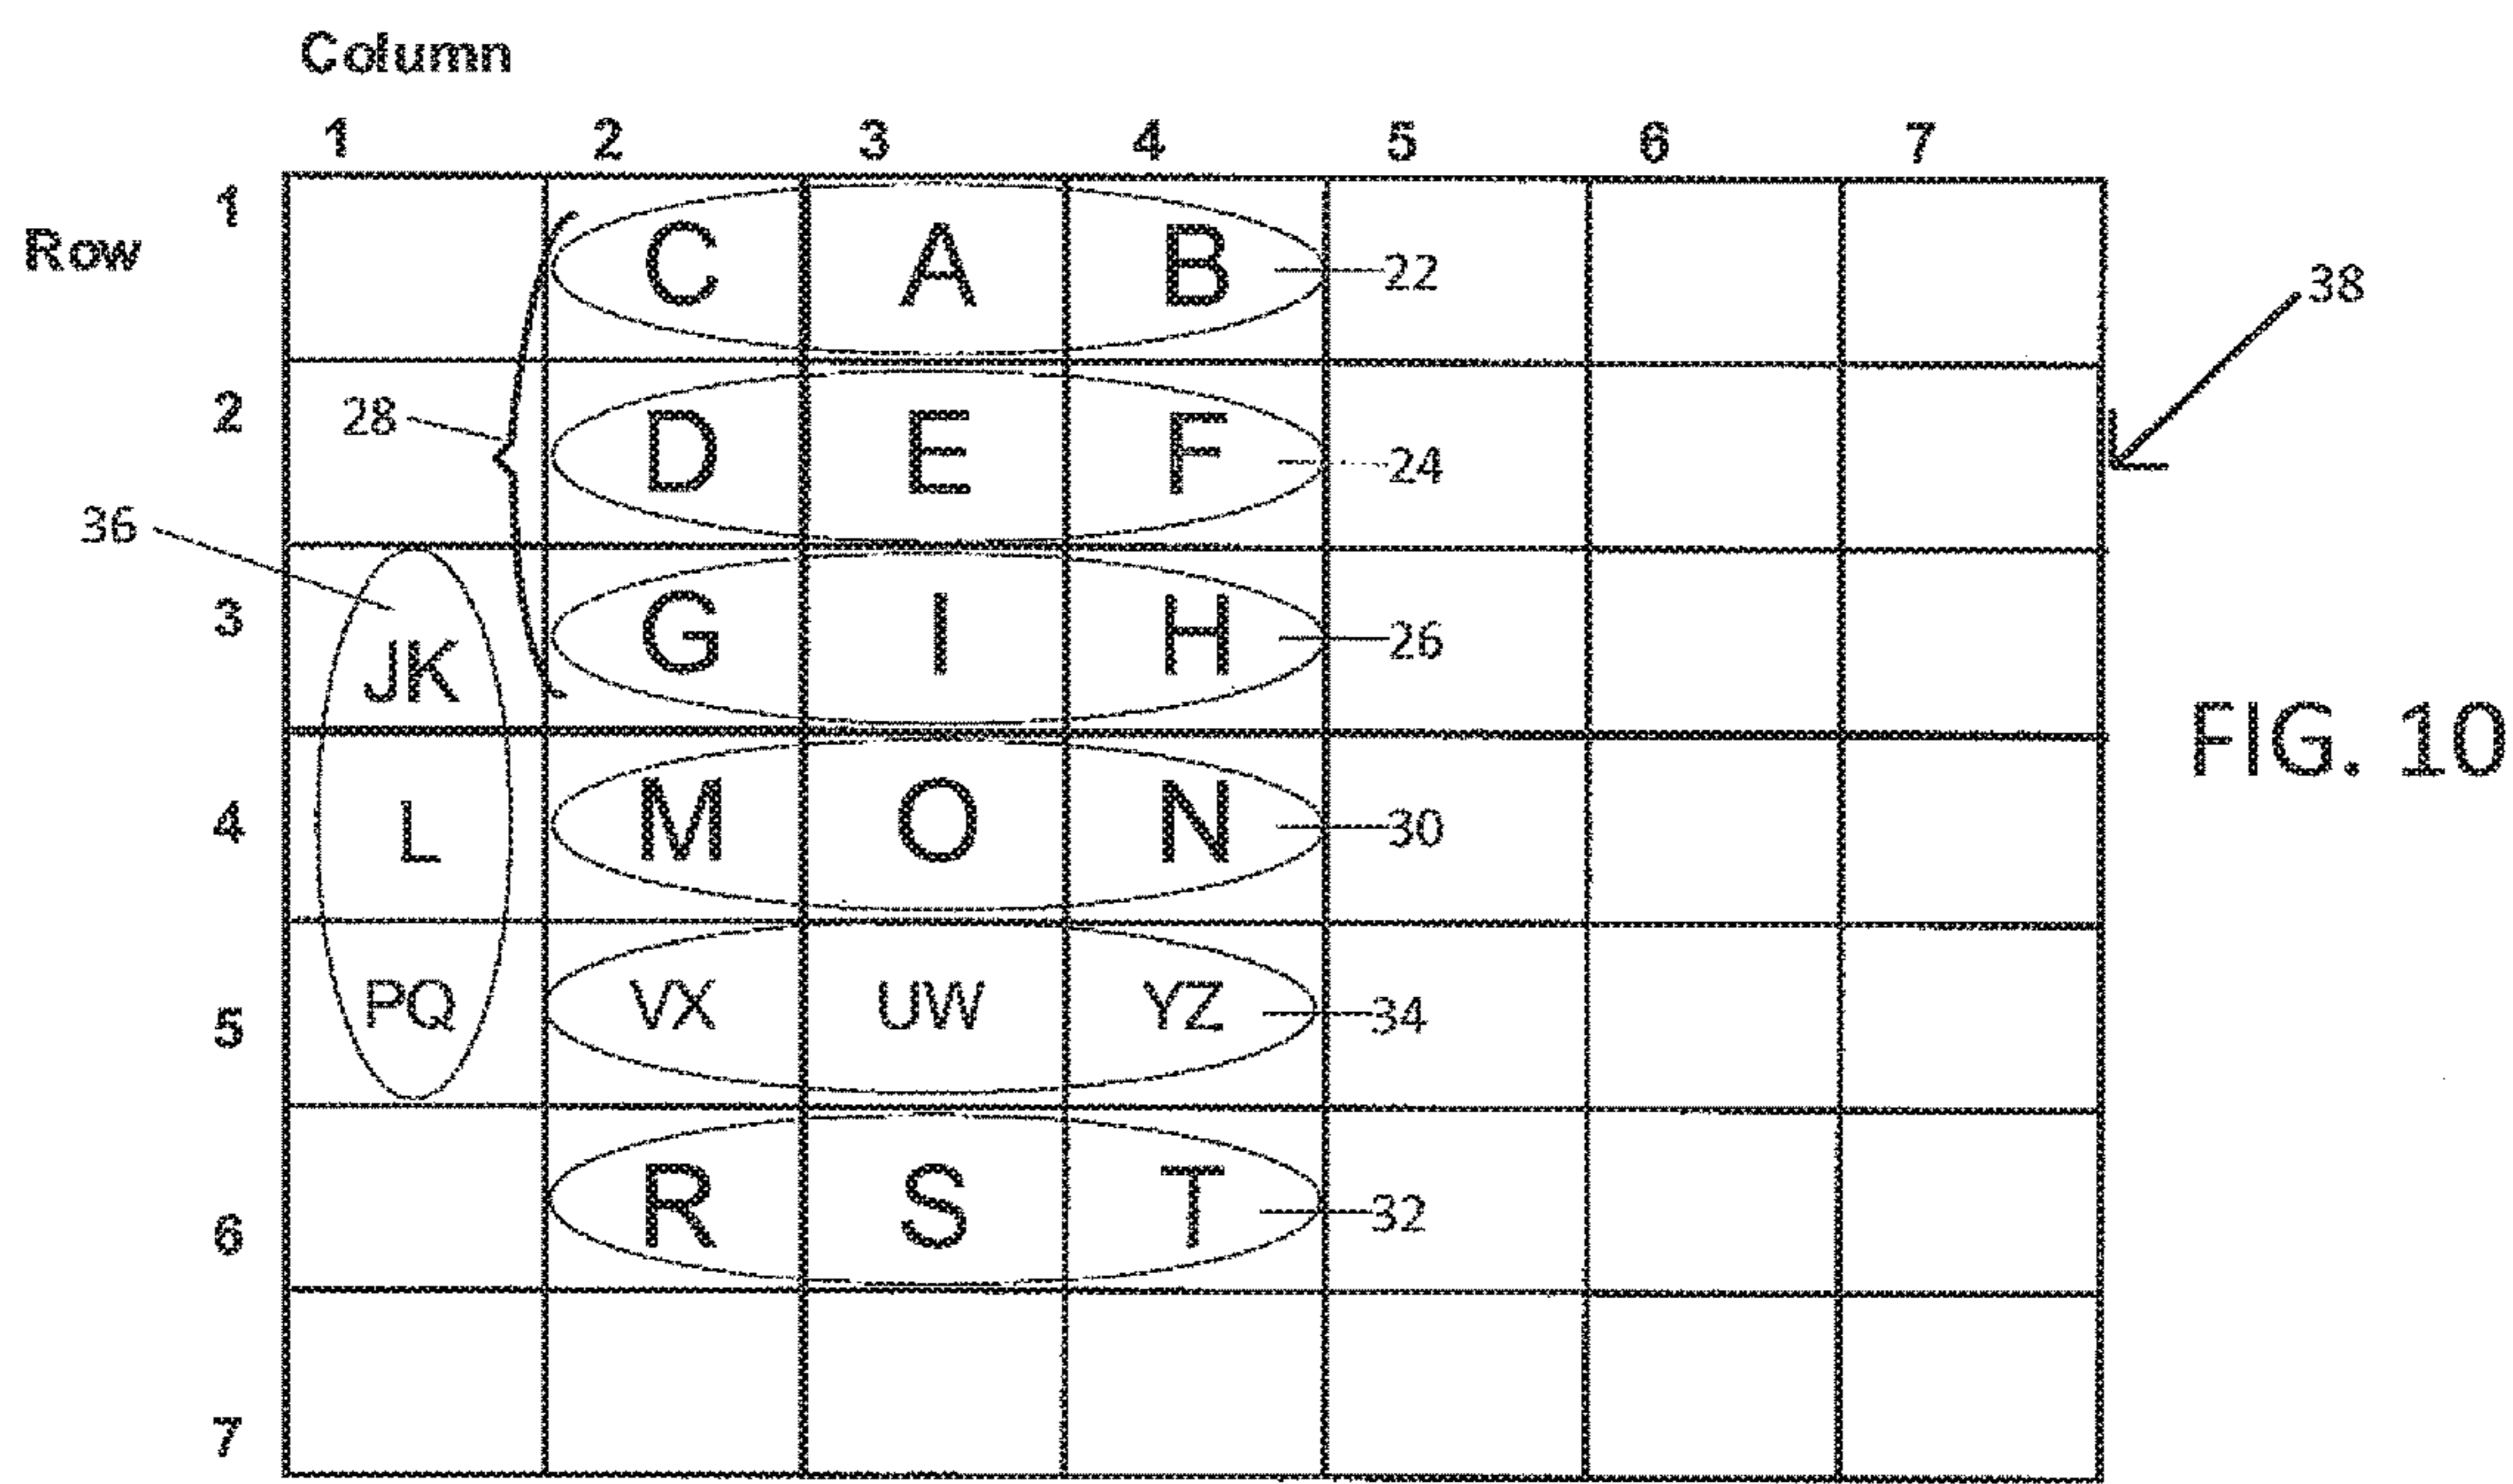 Column
1 2 3 4 5 6 7
1
Row
C A B 22
38
2
28
D E F 24
36
3
JK
G I H 26
FIG. 10
4
L M O N 30
5
PQ VX UW YZ 34
6
R S T 32
7